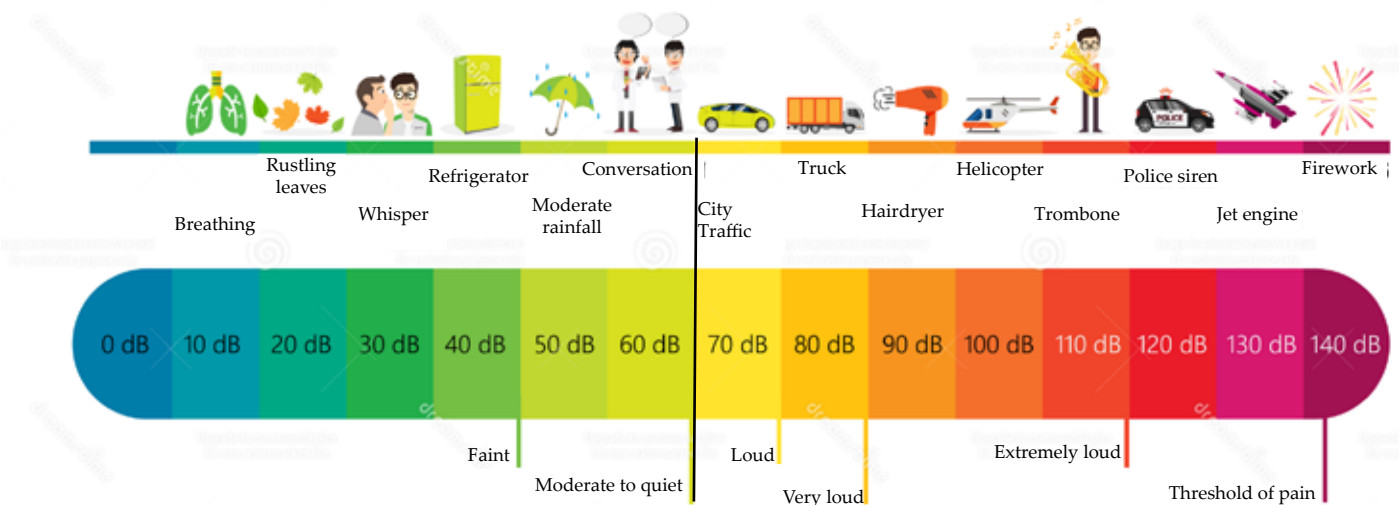 POLICE
Rustling
leaves
Conversation
Truck
Helicopter
Firework
Refrigerator
Police siren
Breathing
Whisper
Moderate
rainfall
City
Traffic
Hairdryer
Trombone
Jet engine
0 dB
10 dB
20 dB
30 dB
40 dB
50 dB
60 dB
70 dB
80 dB
90 dB
100 dB
110 dB
120 dB
130 dB
140 dB
Faint
Moderate to quiet
Loud
Very loud
Extremely loud
Threshold of pain